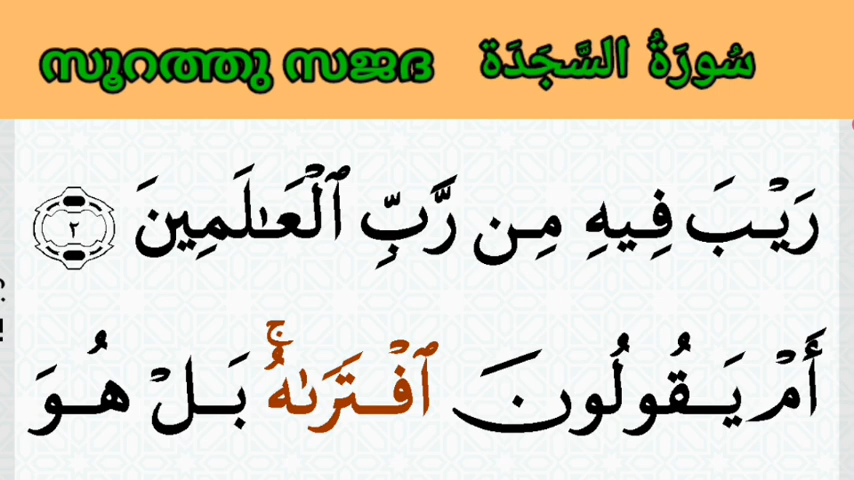 സൂറത്തു സജദ سُورَةُ السَّجَدَة
رَيْبَ فِيهِ مِن رَّبِّ ٱلْعَـٰلَمِينَ ٢
أَمْ يَقُولُونَ ٱفْتَرَىٰهُ ۚ بَلْ هُوَ